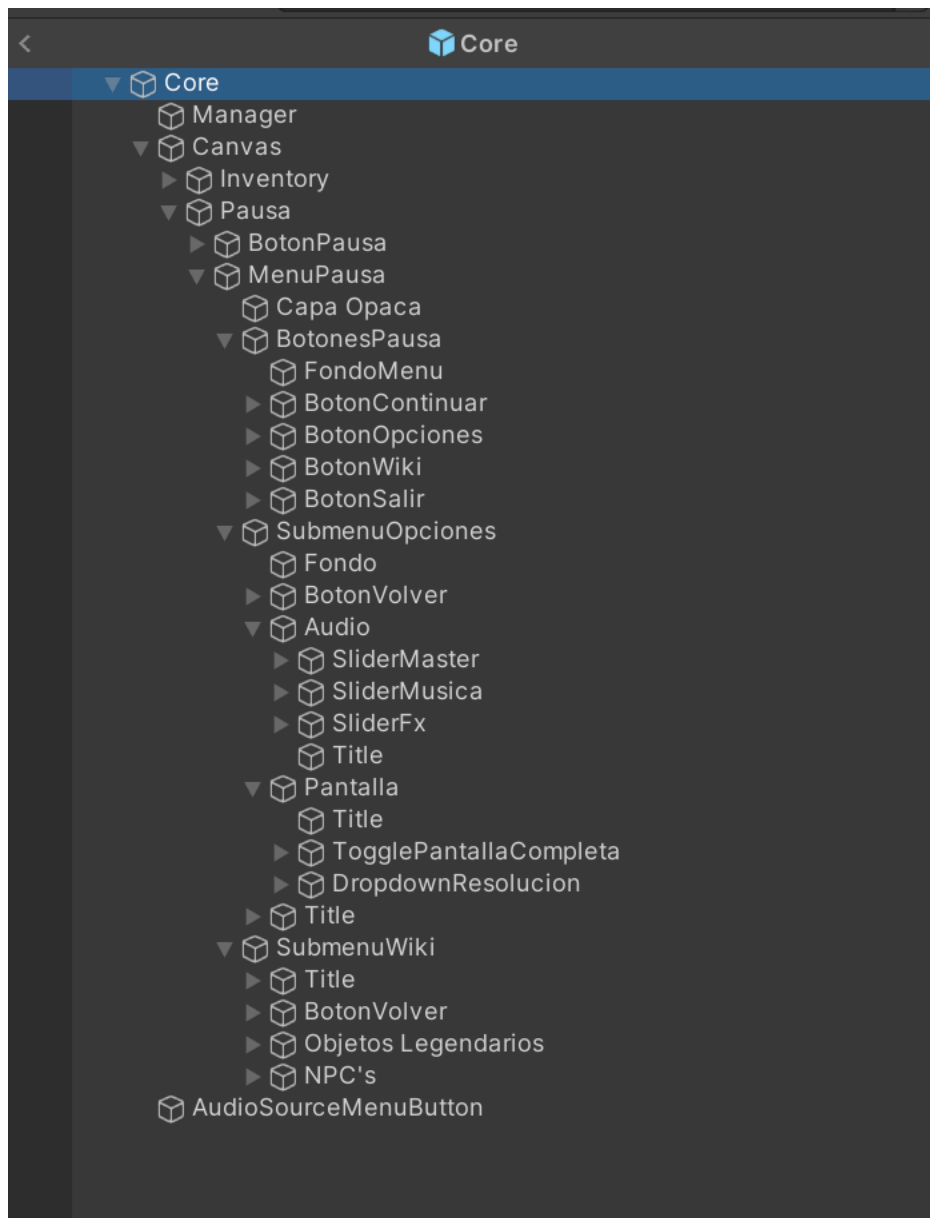 Core
Core
Manager
Canvas
Inventory
Pausa
BotonPausa
MenuPausa
Capa Opaca
BotonesPausa
FondoMenu
BotonContinuar
BotonOpciones
BotonWiki
BotonSalir
SubmenuOpciones
Fondo
BotonVolver
Audio
SliderMaster
SliderMusica
SliderFx
Title
Pantalla
Title
TogglePantallaCompleta
DropdownResolucion
Title
SubmenuWiki
Title
BotonVolver
Objetos Legendarios
NPC's
AudioSourceMenuButton